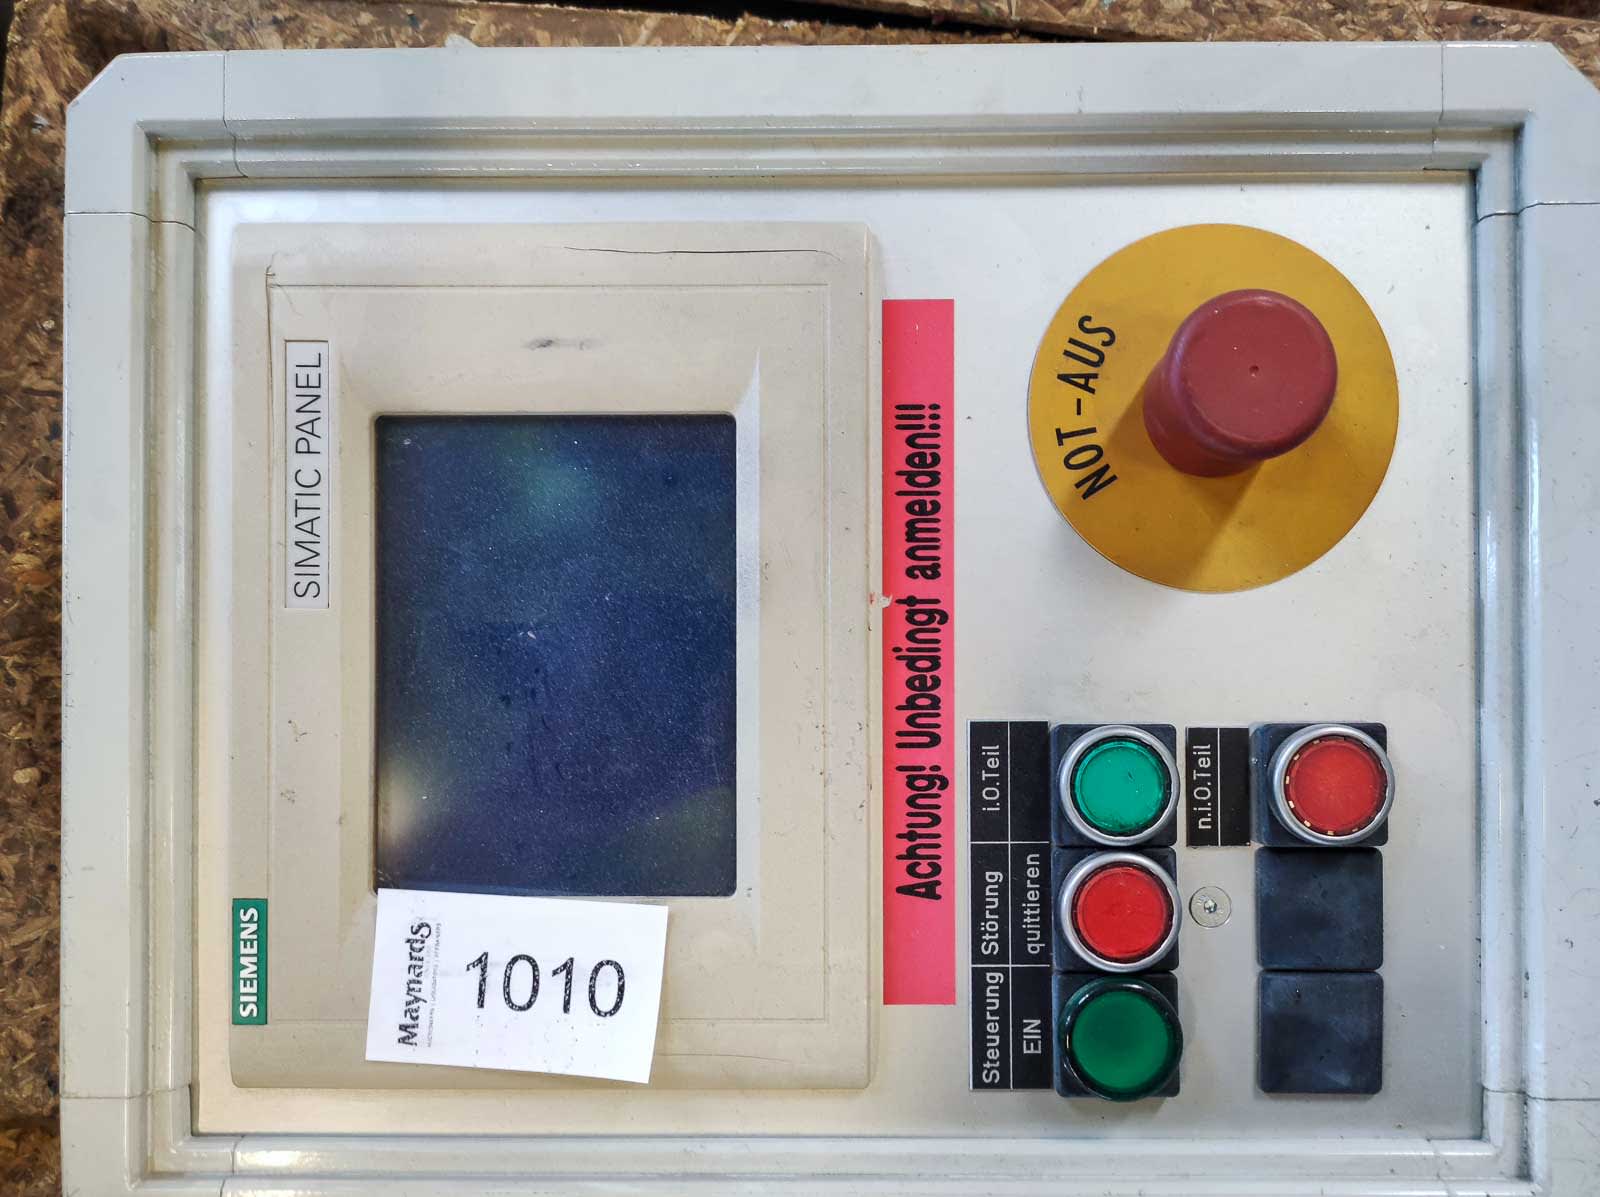 SIEMENS
SIMATIC PANEL
Maynards
1010
Achtung! Unbedingt anmelden!!!
NOT-AUS
Steuerung
EIN
Störung
quittieren
i.O.Teil
n.i.O.Teil